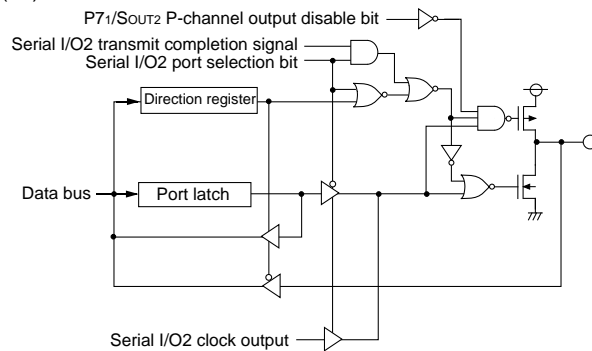 P71/SOUT2 P-channel output disable bit
Serial I/O2 transmit completion signal
Serial I/O2 port selection bit
Direction register
Data bus
Port latch
Serial I/O2 clock output